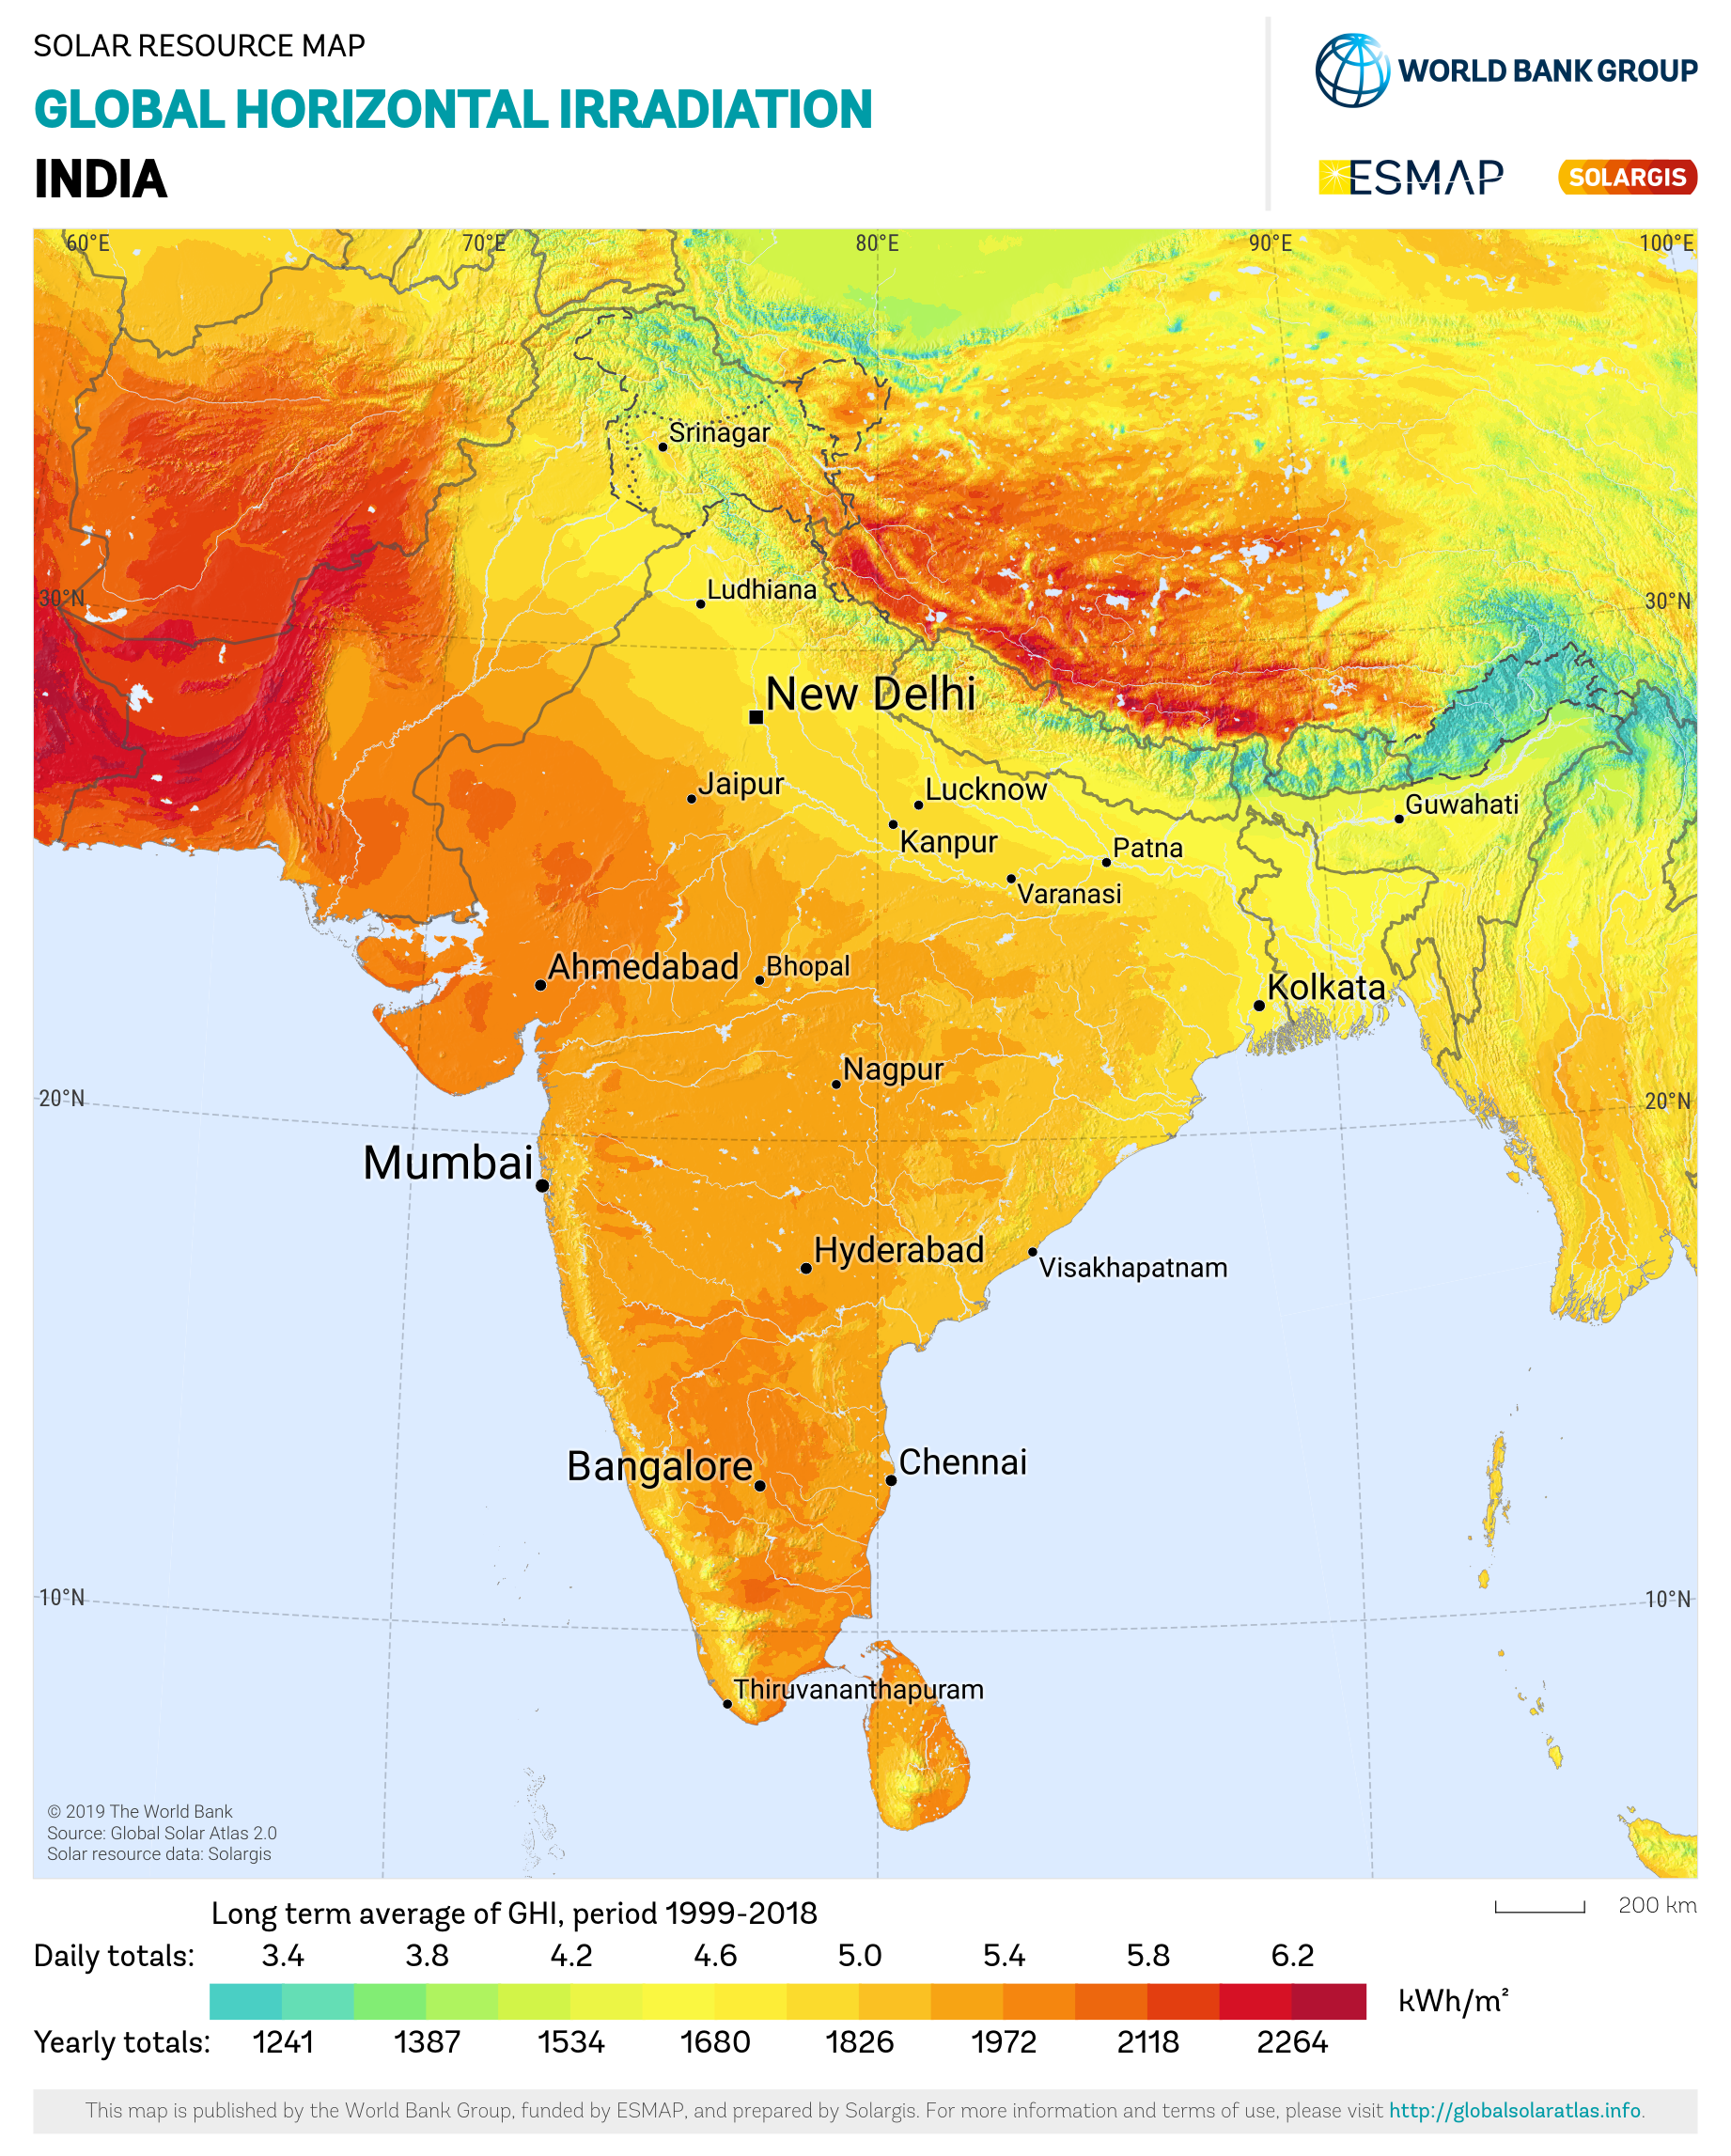 SOLAR RESOURCE MAP
GLOBAL HORIZONTAL IRRADIATION
INDIA
WORLD BANK GROUP
ESMAP
SOLARGIS
60°E
70°E
80°E
90°E
100°E
Srinagar
30°N
Ludhiana
30°N
New Delhi
Jaipur
Lucknow
Guwahati
Kanpur
Patna
Varanasi
Ahmedabad
Bhopal
Kolkata
Nagpur
20°N
20°N
Mumbai
Hyderabad
Visakhapatnam
Bangalore
Chennai
10°N
10°N
Thiruvananthapuram
© 2019 The World Bank
Source: Global Solar Atlas 2.0
Solar resource data: Solargis
200 km
Long term average of GHI, period 1999-2018
Daily totals: 3.4 3.8 4.2 4.6 5.0 5.4 5.8 6.2
kWh/m²
Yearly totals: 1241 1387 1534 1680 1826 1972 2118 2264
This map is published by the World Bank Group, funded by ESMAP, and prepared by Solargis. For more information and terms of use, please visit http://globalsolaratlas.info.